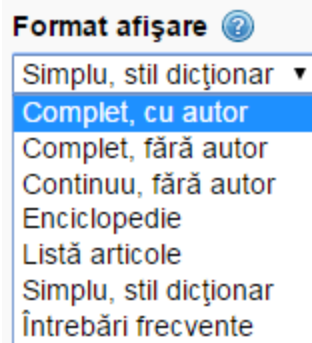 Format afişare ?
Simplu, stil dicţionar
Complet, cu autor
Complet, fără autor
Continuu, fără autor
Enciclopedie
Listă articole
Simplu, stil dicţionar
Întrebări frecvente